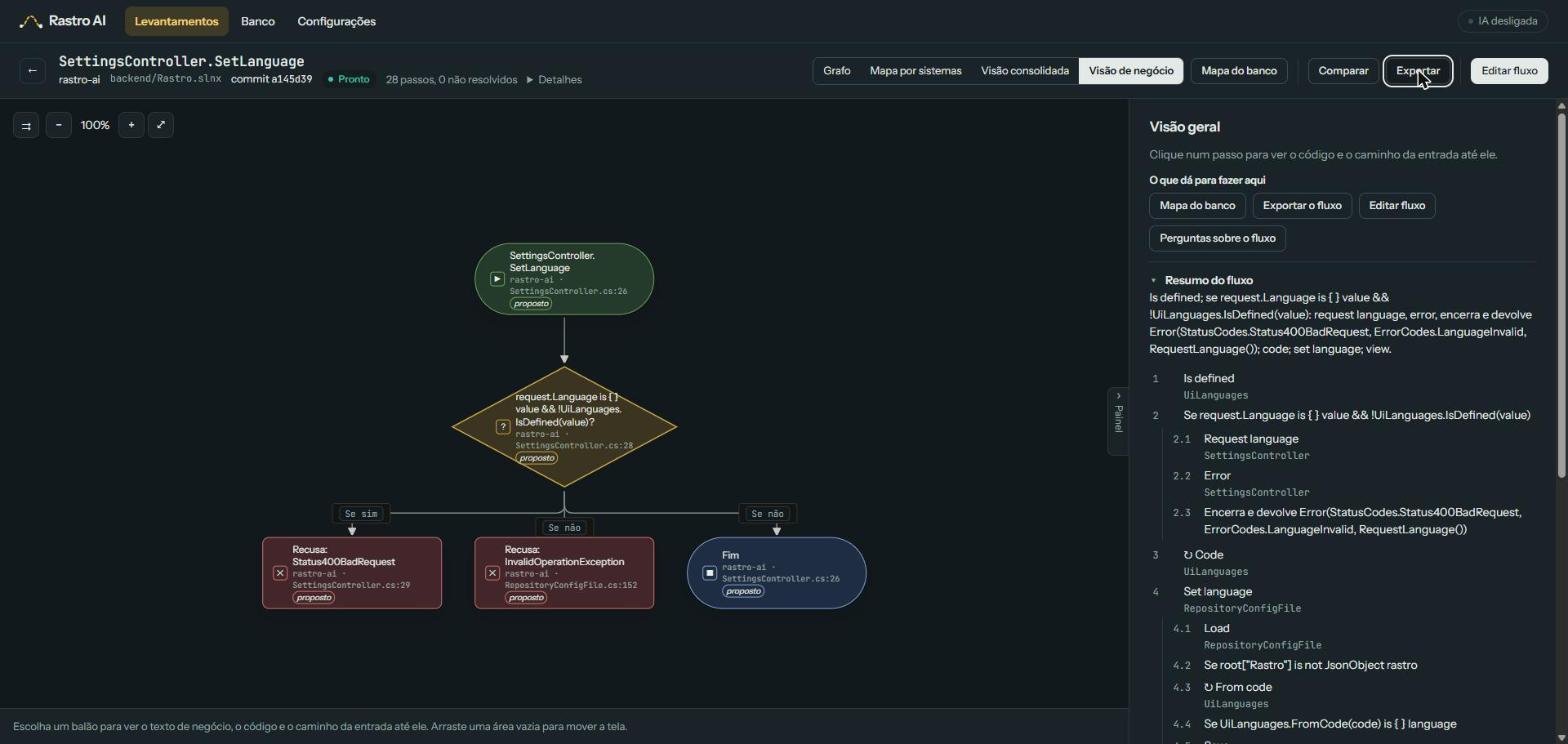 Rastro AI
Levantamentos
Banco
Configurações
IA desligada
←
SettingsController.SetLanguage
rastro-ai backend/Rastro.slnx commit a145d39 Pronto 28 passos, 0 não resolvidos ▶ Detalhes
Grafo
Mapa por sistemas
Visão consolidada
Visão de negócio
Mapa do banco
Comparar
Exportar
Editar fluxo
− 100% +
SettingsController.
SetLanguage
rastro-ai ·
SettingsController.cs:26
proposto
request.Language is { }
value && !UiLanguages.
IsDefined(value)?
rastro-ai ·
SettingsController.cs:28
proposto
Se sim
Se não
Se não
Recusa:
Status400BadRequest
rastro-ai ·
SettingsController.cs:29
proposto
Recusa:
InvalidOperationException
rastro-ai ·
RepositoryConfigFile.cs:152
proposto
Fim
rastro-ai ·
SettingsController.cs:26
proposto
Painel
Escolha um balão para ver o texto de negócio, o código e o caminho da entrada até ele. Arraste uma área vazia para mover a tela.
Visão geral
Clique num passo para ver o código e o caminho da entrada até ele.
O que dá para fazer aqui
Mapa do banco
Exportar o fluxo
Editar fluxo
Perguntas sobre o fluxo
▼ Resumo do fluxo
Is defined; se request.Language is { } value &&
!UiLanguages.IsDefined(value): request language, error, encerra e devolve
Error(StatusCodes.Status400BadRequest, ErrorCodes.LanguageInvalid,
RequestLanguage()); code; set language; view.
1 Is defined
UiLanguages
2 Se request.Language is { } value && !UiLanguages.IsDefined(value)
2.1 Request language
SettingsController
2.2 Error
SettingsController
2.3 Encerra e devolve Error(StatusCodes.Status400BadRequest,
ErrorCodes.LanguageInvalid, RequestLanguage())
3 ↻ Code
UiLanguages
4 Set language
RepositoryConfigFile
4.1 Load
RepositoryConfigFile
4.2 Se root["Rastro"] is not JsonObject rastro
4.3 ↻ From code
UiLanguages
4.4 Se UiLanguages.FromCode(code) is { } language